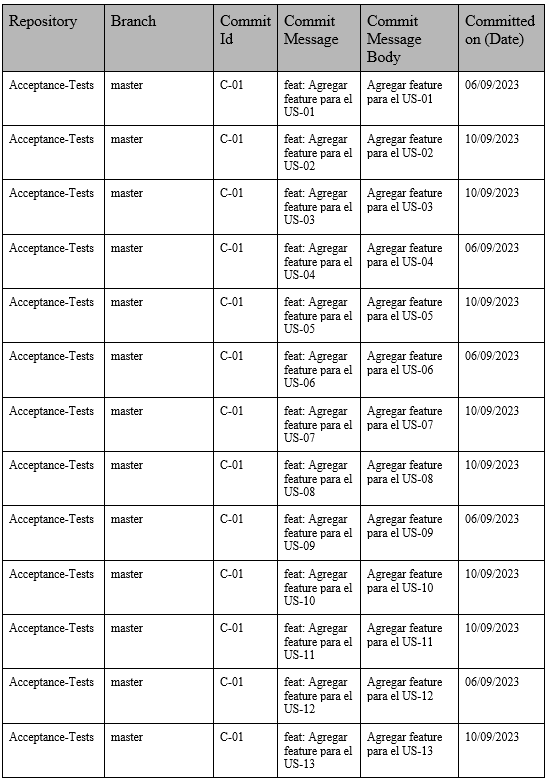 Repository Branch Commit Id Commit Message Commit Message Body Committed on (Date)
Acceptance-Tests master C-01 feat: Agregar feature para el US-01 Agregar feature para el US-01 06/09/2023
Acceptance-Tests master C-01 feat: Agregar feature para el US-02 Agregar feature para el US-02 10/09/2023
Acceptance-Tests master C-01 feat: Agregar feature para el US-03 Agregar feature para el US-03 10/09/2023
Acceptance-Tests master C-01 feat: Agregar feature para el US-04 Agregar feature para el US-04 06/09/2023
Acceptance-Tests master C-01 feat: Agregar feature para el US-05 Agregar feature para el US-05 10/09/2023
Acceptance-Tests master C-01 feat: Agregar feature para el US-06 Agregar feature para el US-06 06/09/2023
Acceptance-Tests master C-01 feat: Agregar feature para el US-07 Agregar feature para el US-07 10/09/2023
Acceptance-Tests master C-01 feat: Agregar feature para el US-08 Agregar feature para el US-08 10/09/2023
Acceptance-Tests master C-01 feat: Agregar feature para el US-09 Agregar feature para el US-09 06/09/2023
Acceptance-Tests master C-01 feat: Agregar feature para el US-10 Agregar feature para el US-10 10/09/2023
Acceptance-Tests master C-01 feat: Agregar feature para el US-11 Agregar feature para el US-11 10/09/2023
Acceptance-Tests master C-01 feat: Agregar feature para el US-12 Agregar feature para el US-12 06/09/2023
Acceptance-Tests master C-01 feat: Agregar feature para el US-13 Agregar feature para el US-13 10/09/2023